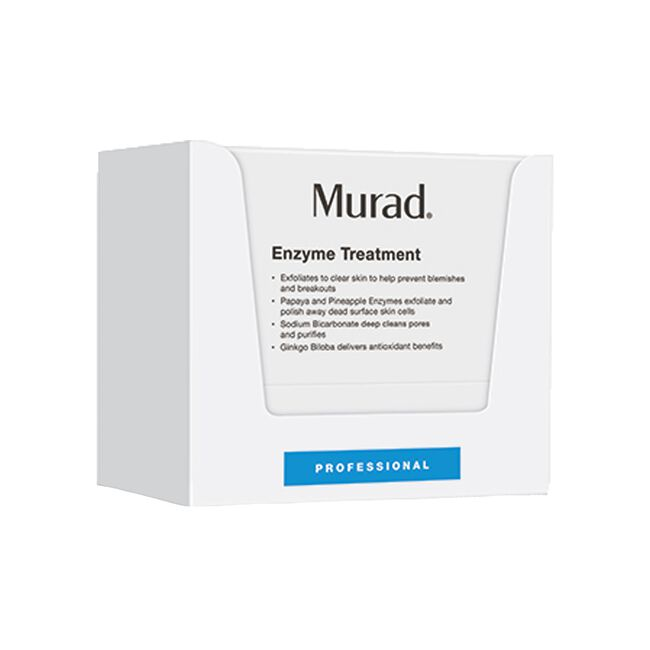 Murad.
Enzyme Treatment
• Exfoliates to clear skin to help prevent blemishes
and breakouts
• Papaya and Pineapple Enzymes exfoliate and
polish away dead surface skin cells
• Sodium Bicarbonate deep cleans pores
and purifies
• Ginkgo Biloba delivers antioxidant benefits
PROFESSIONAL